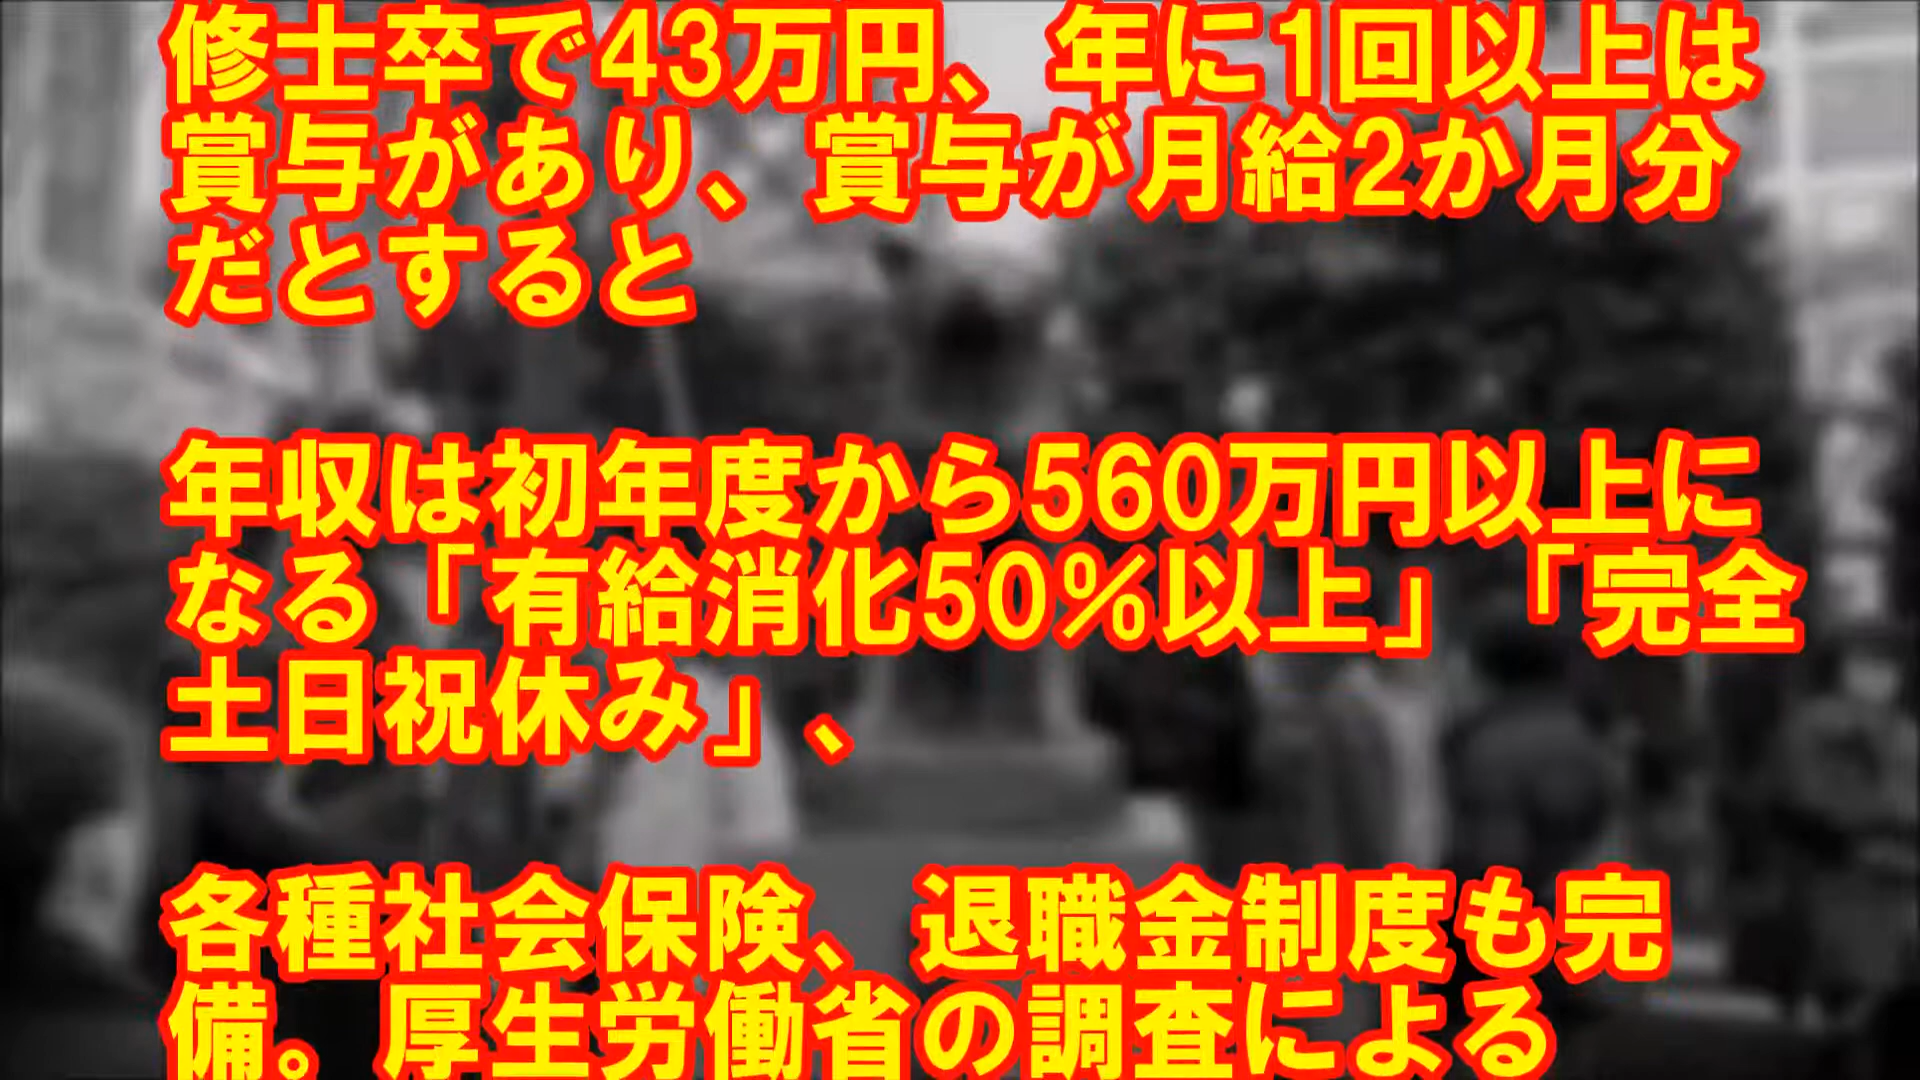 修士卒で43万円、年に1回以上は
賞与があり、賞与が月給2か月分
だとすると
年収は初年度から560万円以上に
なる「有給消化50%以上」「完全
土日祝休み」、
各種社会保険、退職金制度も完
備。厚生労働省の調査による